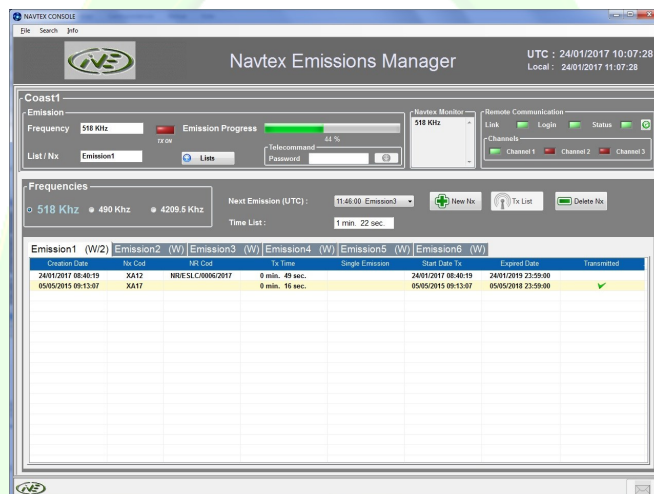 NAVTEX CONSOLE
File Search Info
Navtex Emissions Manager
UTC : 24/01/2017 10:07:28
Local : 24/01/2017 11:07:28
Coast1
Emission
Frequency 518 KHz
TX ON
Emission Progress
44 %
List / Nx Emission1
Lists
Telecommand
Password
Navtex Monitor
518 KHz
Remote Communication
Link Login Status
Channels
Channel 1 Channel 2 Channel 3
Frequencies
518 Khz 490 Khz 4209.5 Khz
Next Emission (UTC) : 11:46:00 Emission3
New Nx Tx List Delete Nx
Time List : 1 min. 22 sec.
Emission1 (W/2) Emission2 (W) Emission3 (W) Emission4 (W) Emission5 (W) Emission6 (W)
Creation Date Nx Cod NR Cod Tx Time Single Emission Start Date Tx Expired Date Transmitted
24/01/2017 08:40:19 XA12 NR/ESLC/0006/2017 0 min. 49 sec. 24/01/2017 08:40:19 24/01/2019 23:59:00
05/05/2015 09:13:07 XA17 0 min. 16 sec. 05/05/2015 09:13:07 05/05/2018 23:59:00